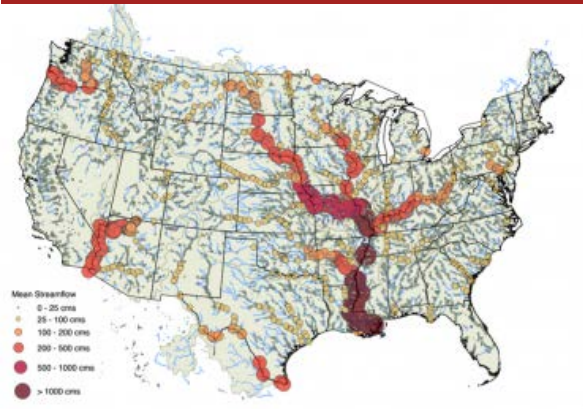 Mean Streamflow
0 - 25 cms
25 - 100 cms
100 - 200 cms
200 - 500 cms
500 - 1000 cms
> 1000 cms